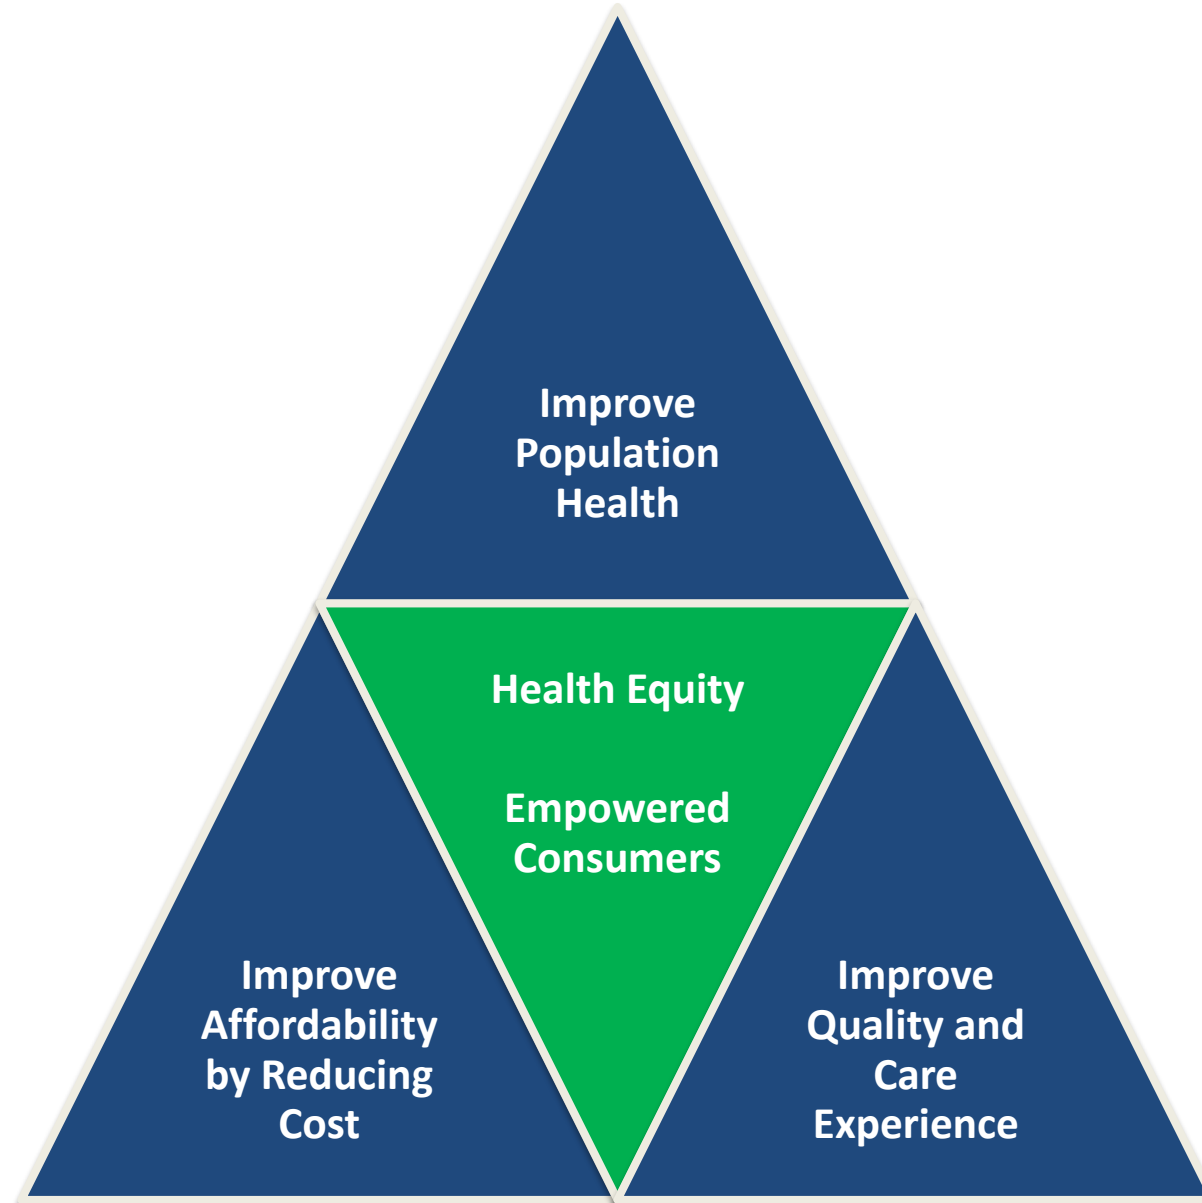 Improve
Population
Health
Health Equity
Empowered
Consumers
Improve
Affordability
by Reducing
Cost
Improve
Quality and
Care
Experience